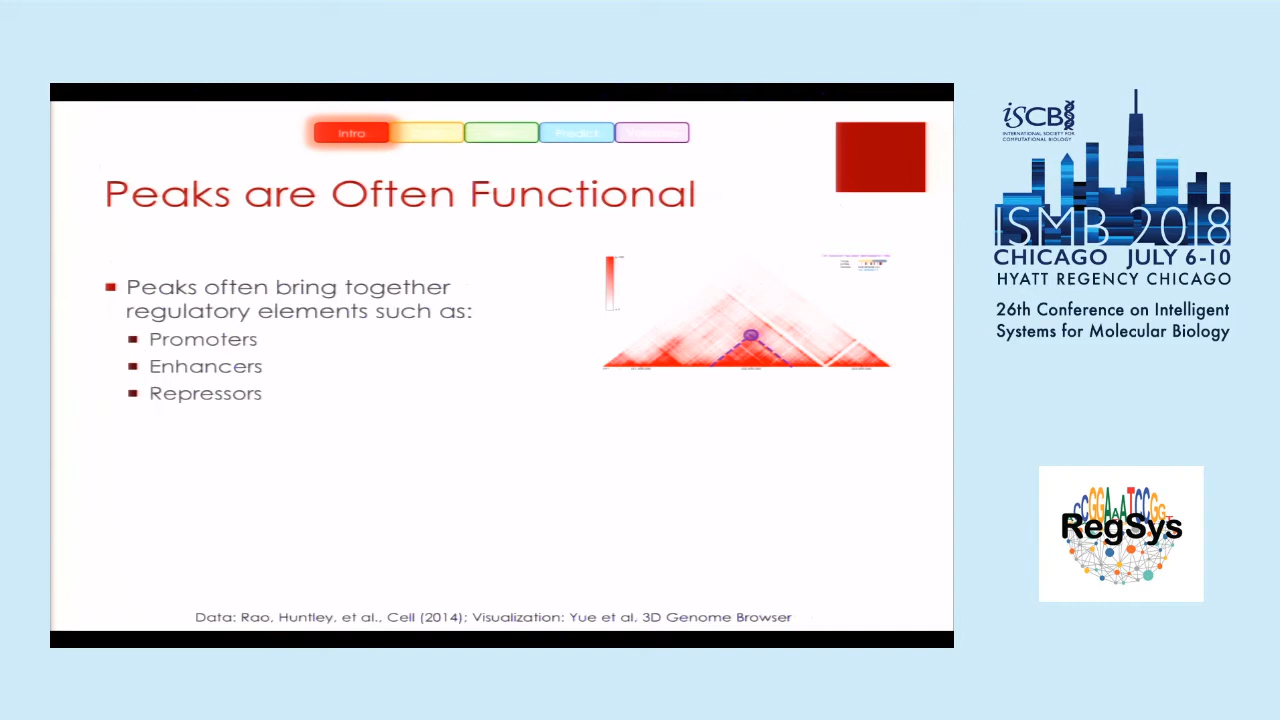 Intro
Predict
Peaks are Often Functional
Peaks often bring together
regulatory elements such as:
Promoters
Enhancers
Repressors
Data: Rao, Huntley, et al., Cell (2014); Visualization: Yue et al, 3D Genome Browser
iSCB
INTERNATIONAL SOCIETY FOR
COMPUTATIONAL BIOLOGY
ISMB 2018
CHICAGO JULY 6-10
HYATT REGENCY CHICAGO
26th Conference on Intelligent
Systems for Molecular Biology
RegSys